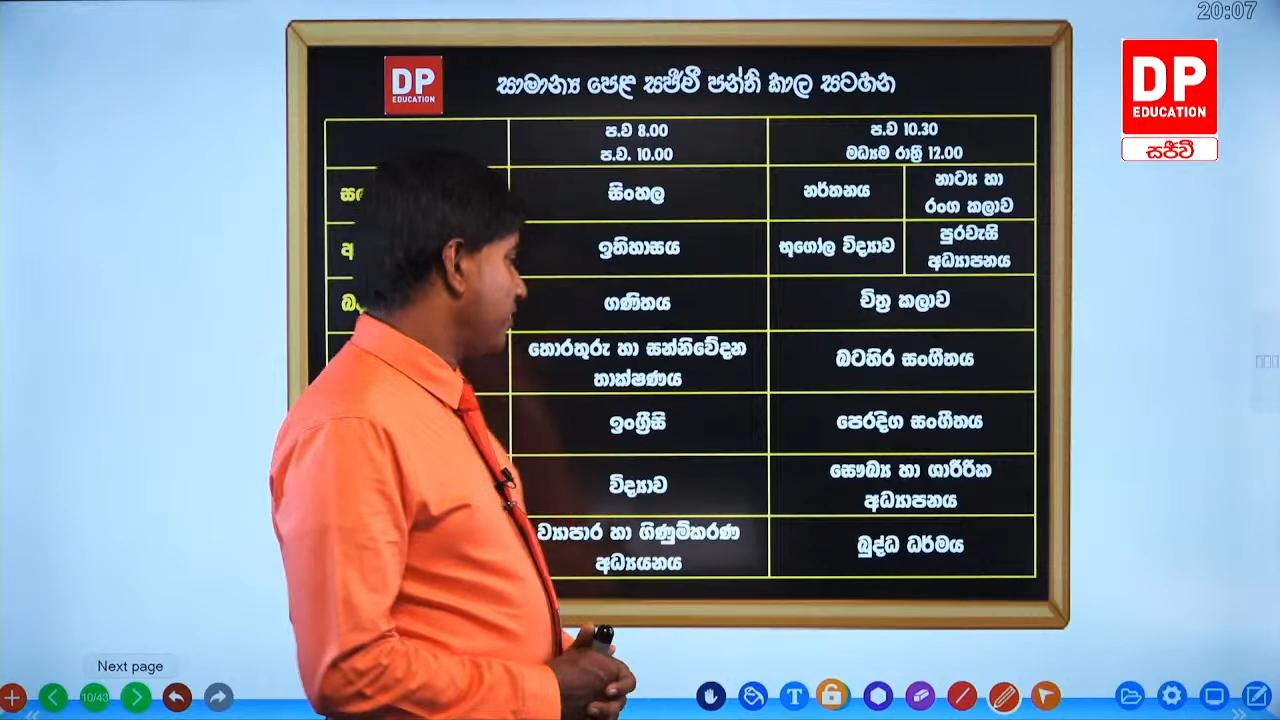 20:07
DP
EDUCATION
සාමාන්‍ය පෙළ සජීවී පන්ති කාල සටහන
DP
EDUCATION
සජීවී
ප.ව 8.00
ප.ව. 10.00
ප.ව 10.30
මධ්‍යම රාත්‍රී 12.00
සිංහල
නර්තනය
නාට්‍ය හා
රංග කලාව
ඉතිහාසය
භූගෝල විද්‍යාව
පුරවැසි
අධ්‍යාපනය
ගණිතය
චිත්‍ර කලාව
තොරතුරු හා සන්නිවේදන
තාක්ෂණය
බටහිර සංගීතය
ඉංග්‍රීසි
පෙරදිග සංගීතය
විද්‍යාව
සෞඛ්‍ය හා ශාරීරික
අධ්‍යාපනය
ව්‍යාපාර හා ගිණුම්කරණ
අධ්‍යයනය
බුද්ධ ධර්මය
Next page
10/43
T